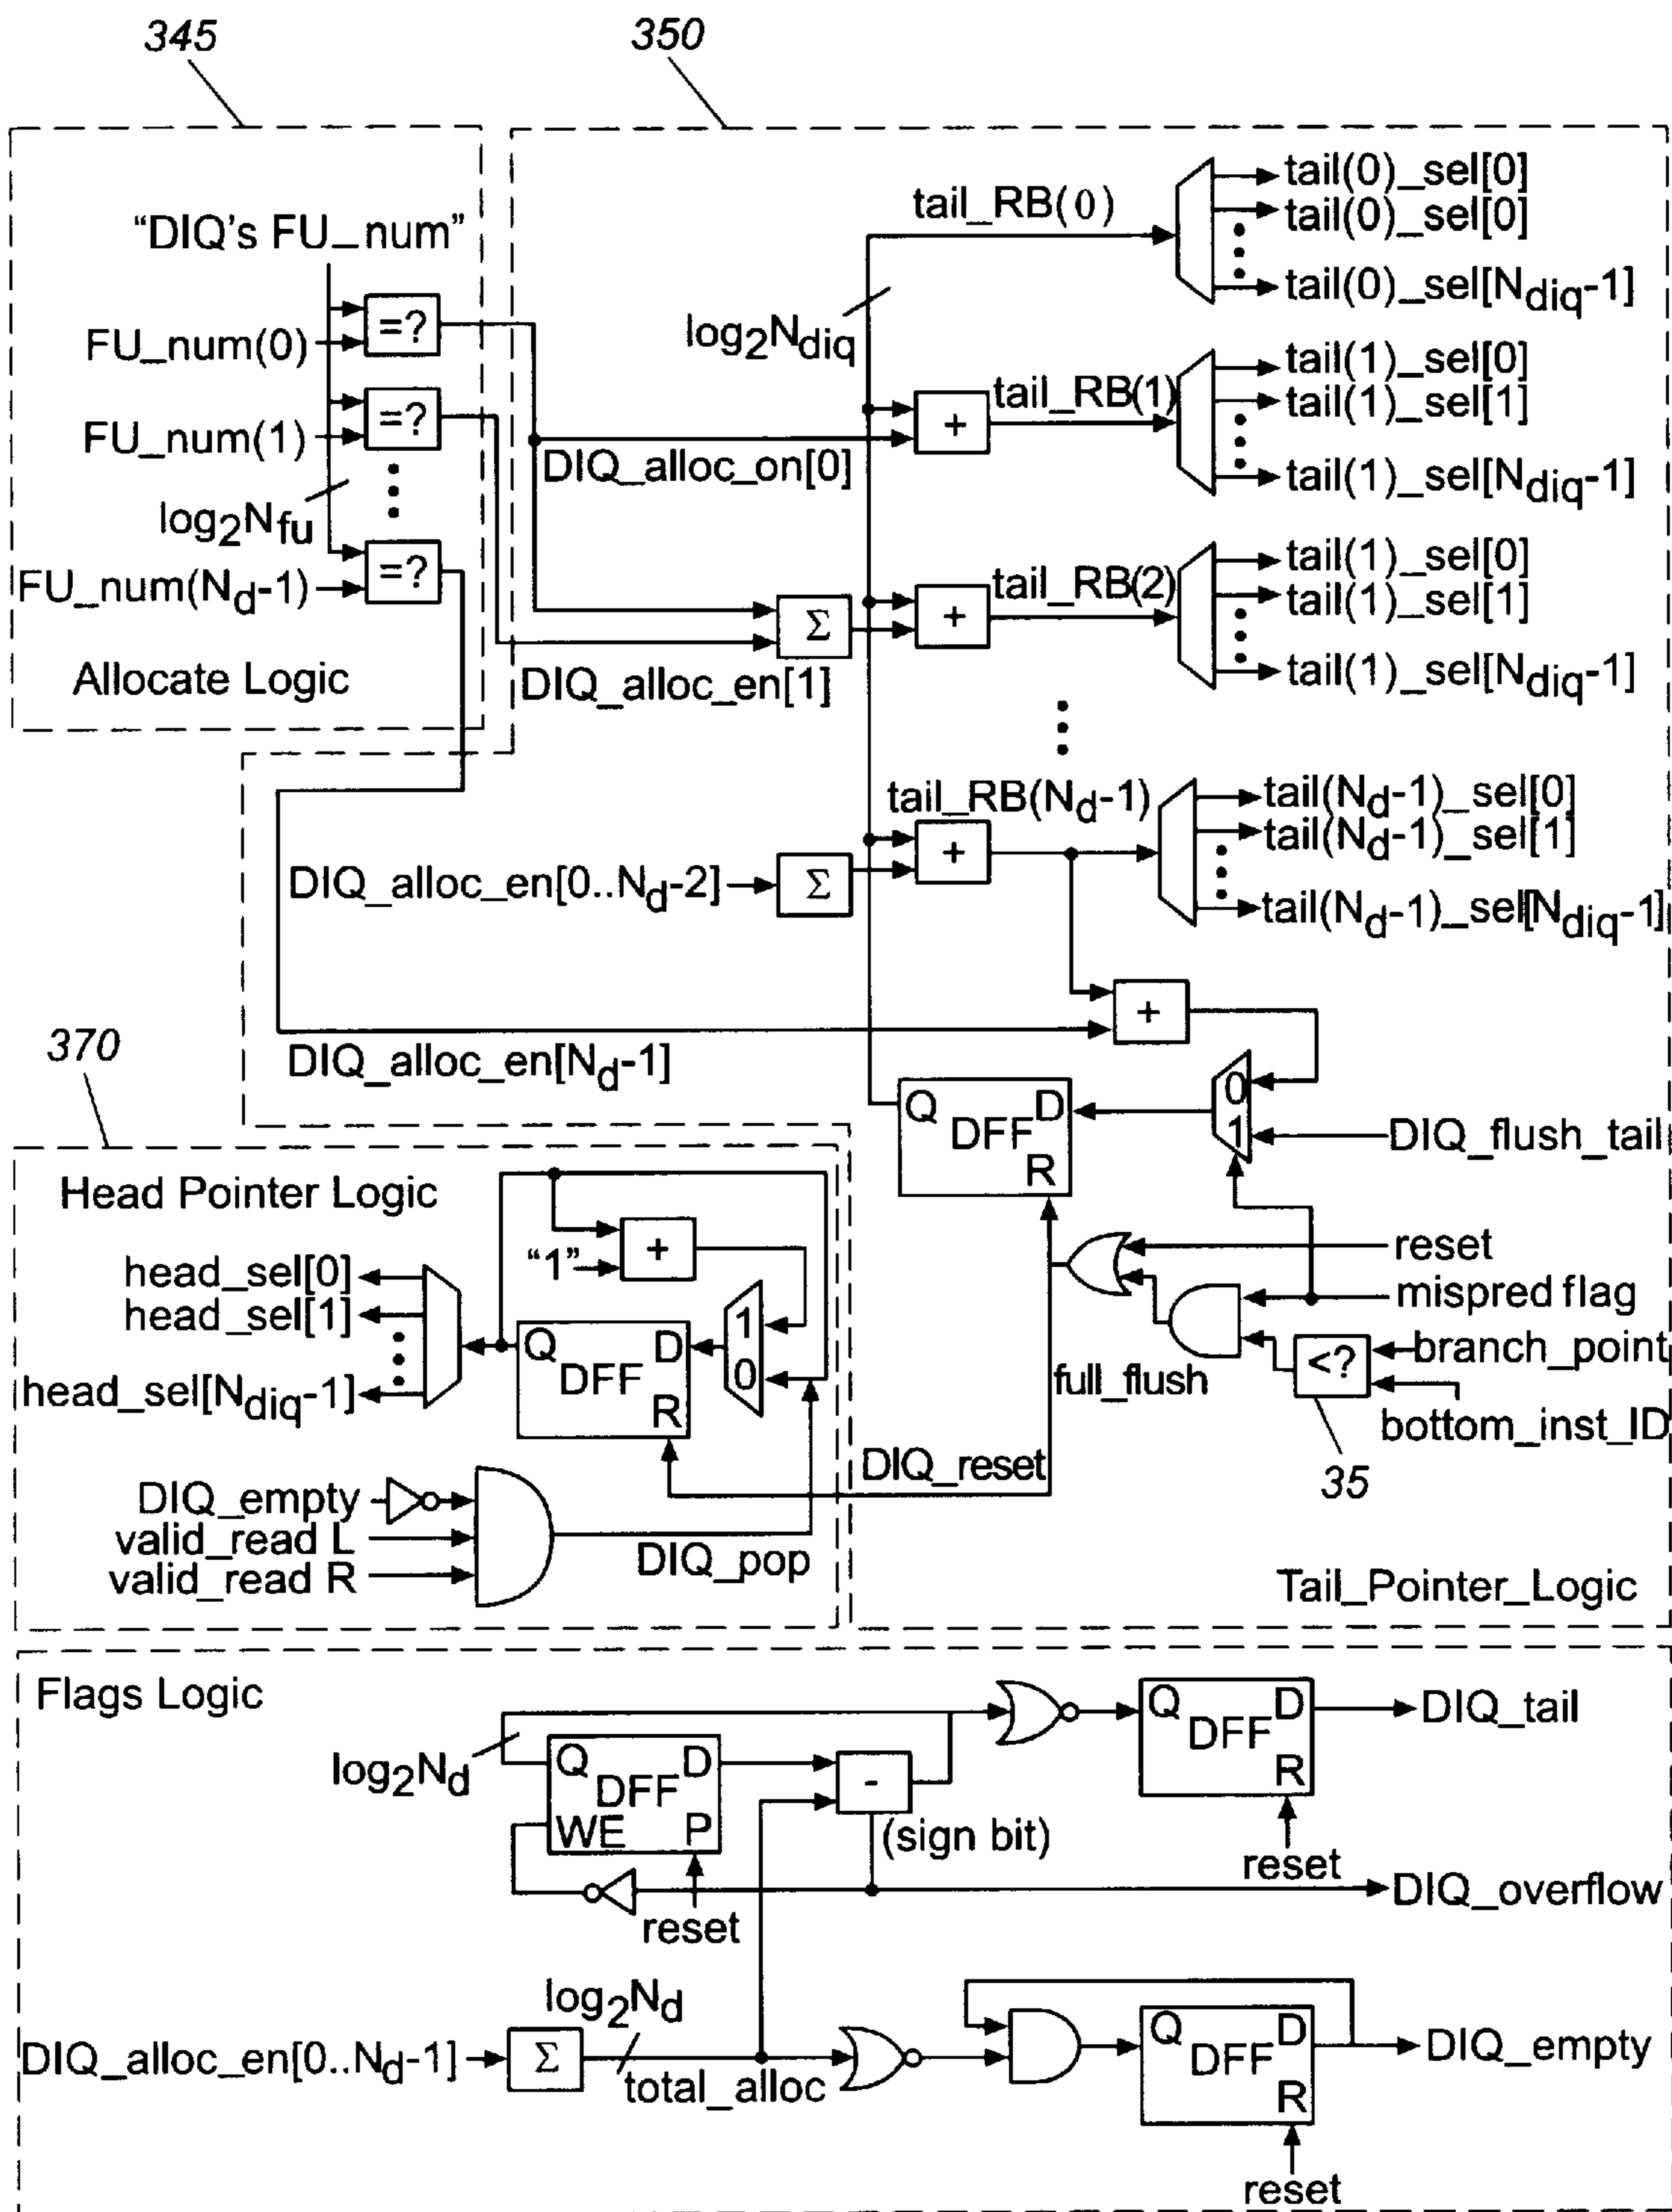 345
350
"DIQ's FU_num"
FU_num(0)
=?
FU_num(1)
=?
log2Nfu
FU_num(Nd-1)
=?
Allocate Logic
tail_RB(0)
tail(0)_sel[0]
tail(0)_sel[0]
tail(0)_sel[Ndiq-1]
log2Ndiq
DIQ_alloc_on[0]
+
tail_RB(1)
tail(1)_sel[0]
tail(1)_sel[1]
tail(1)_sel[Ndiq-1]
Σ
DIQ_alloc_en[1]
+
tail_RB(2)
tail(1)_sel[0]
tail(1)_sel[1]
tail(1)_sel[Ndiq-1]
DIQ_alloc_en[0..Nd-2]
Σ
+
tail_RB(Nd-1)
tail(Nd-1)_sel[0]
tail(Nd-1)_sel[1]
tail(Nd-1)_sel[Ndiq-1]
DIQ_alloc_en[Nd-1]
+
0
1
DIQ_flush_tail
Q D
DFF
R
reset
mispred flag
branch_point
<?
bottom_inst_ID
35
full_flush
DIQ_reset
Tail_Pointer_Logic
370
Head Pointer Logic
"1"
+
head_sel[0]
head_sel[1]
head_sel[Ndiq-1]
Q D
DFF
R
1
0
DIQ_empty
valid_read L
valid_read R
DIQ_pop
Flags Logic
log2Nd
Q D
DFF
WE P
reset
-
(sign bit)
Q D
DFF
R
reset
DIQ_tail
DIQ_overflow
DIQ_alloc_en[0..Nd-1]
Σ
log2Nd
total_alloc
Q D
DFF
R
reset
DIQ_empty